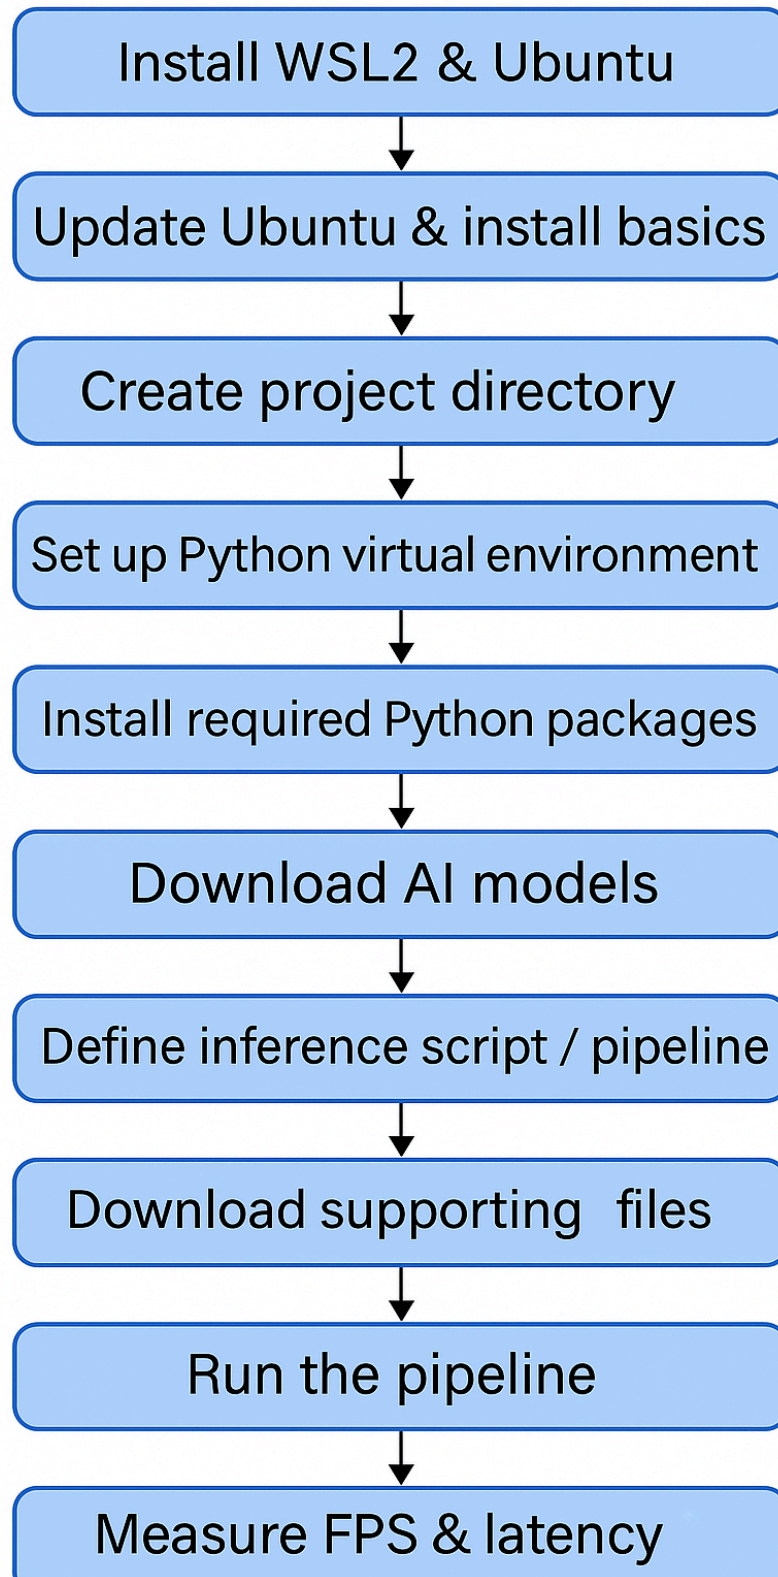 Install WSL2 & Ubuntu
Update Ubuntu & install basics
Create project directory
Set up Python virtual environment
Install required Python packages
Download AI models
Define inference script / pipeline
Download supporting files
Run the pipeline
Measure FPS & latency